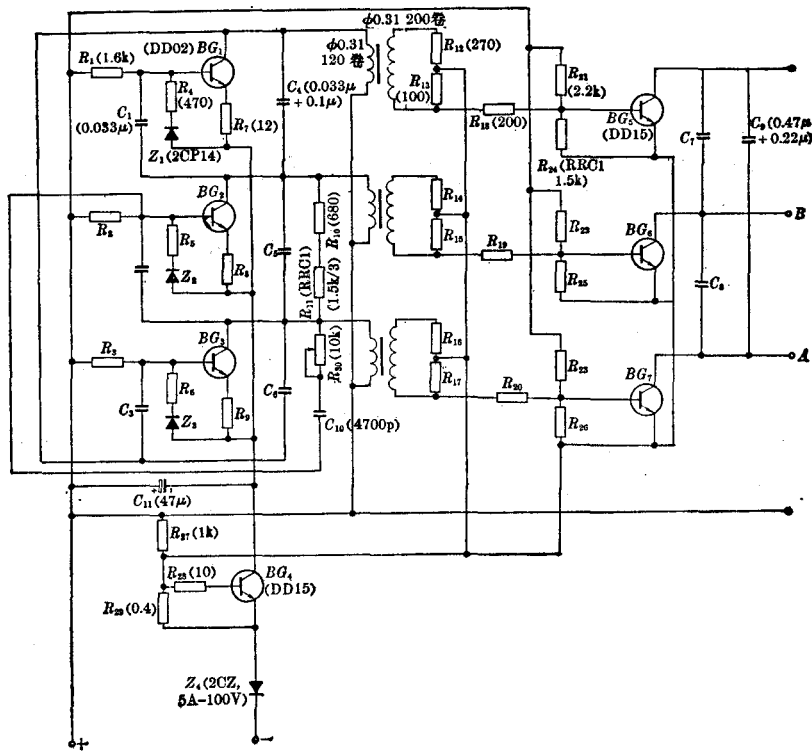 φ0.31 200卷
φ0.31
120 卷
R₁(1.6k)
(DD02)
BG₁
R₄
(470)
C₁
(0.033μ)
R₇(12)
Z₁(2CP14)
C₄(0.033μ
+0.1μ)
R₁₂(270)
R₁₃
(100)
R₁₈(200)
(2.2k)
BG₅
(DD15)
R₂₄(RRC1
1.5k)
C₇
C₉(0.47μ
+0.22μ)
BG₂
R₅
Z₂
C₅
R₁₀(680)
R₁₁(RRC1)
(1.5k/3)
R₁₄
R₁₅
R₁₉
R₂₃
R₂₅
BG₆
C₈
B
R₃
BG₃
R₆
Z₃
C₃
R₉
C₆
R₃₀(10k)
C₁₀(4700p)
R₁₆
R₁₇
R₂₀
R₂₃
R₂₆
BG₇
A
C₁₁(47μ)
+
R₂₇(1k)
R₂₈(10)
BG₄
(DD15)
R₂₉(0.4)
Z₄(2CZ,
5A-100V)
+
−